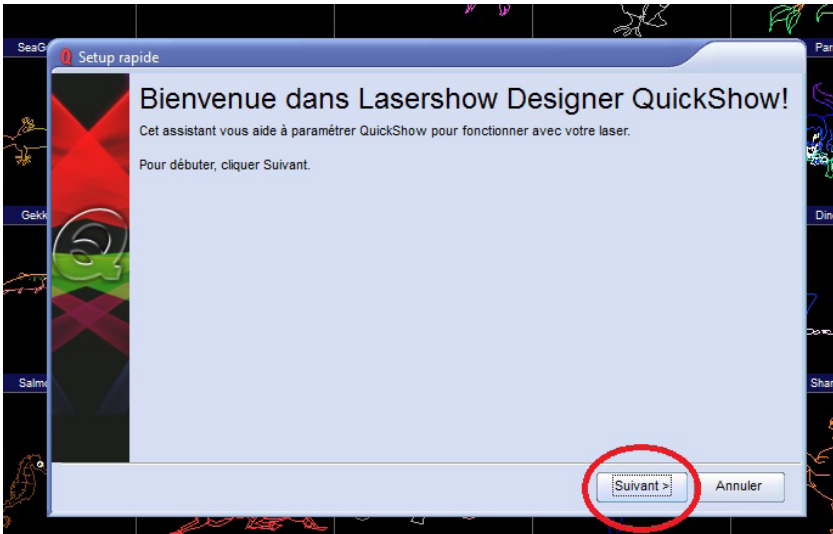 SeaG
Par
Setup rapide
Bienvenue dans Lasershow Designer QuickShow!
Cet assistant vous aide à paramétrer QuickShow pour fonctionner avec votre laser.
Pour débuter, cliquer Suivant.
Gekk
Din
Q
Salm
Shar
Suivant >
Annuler